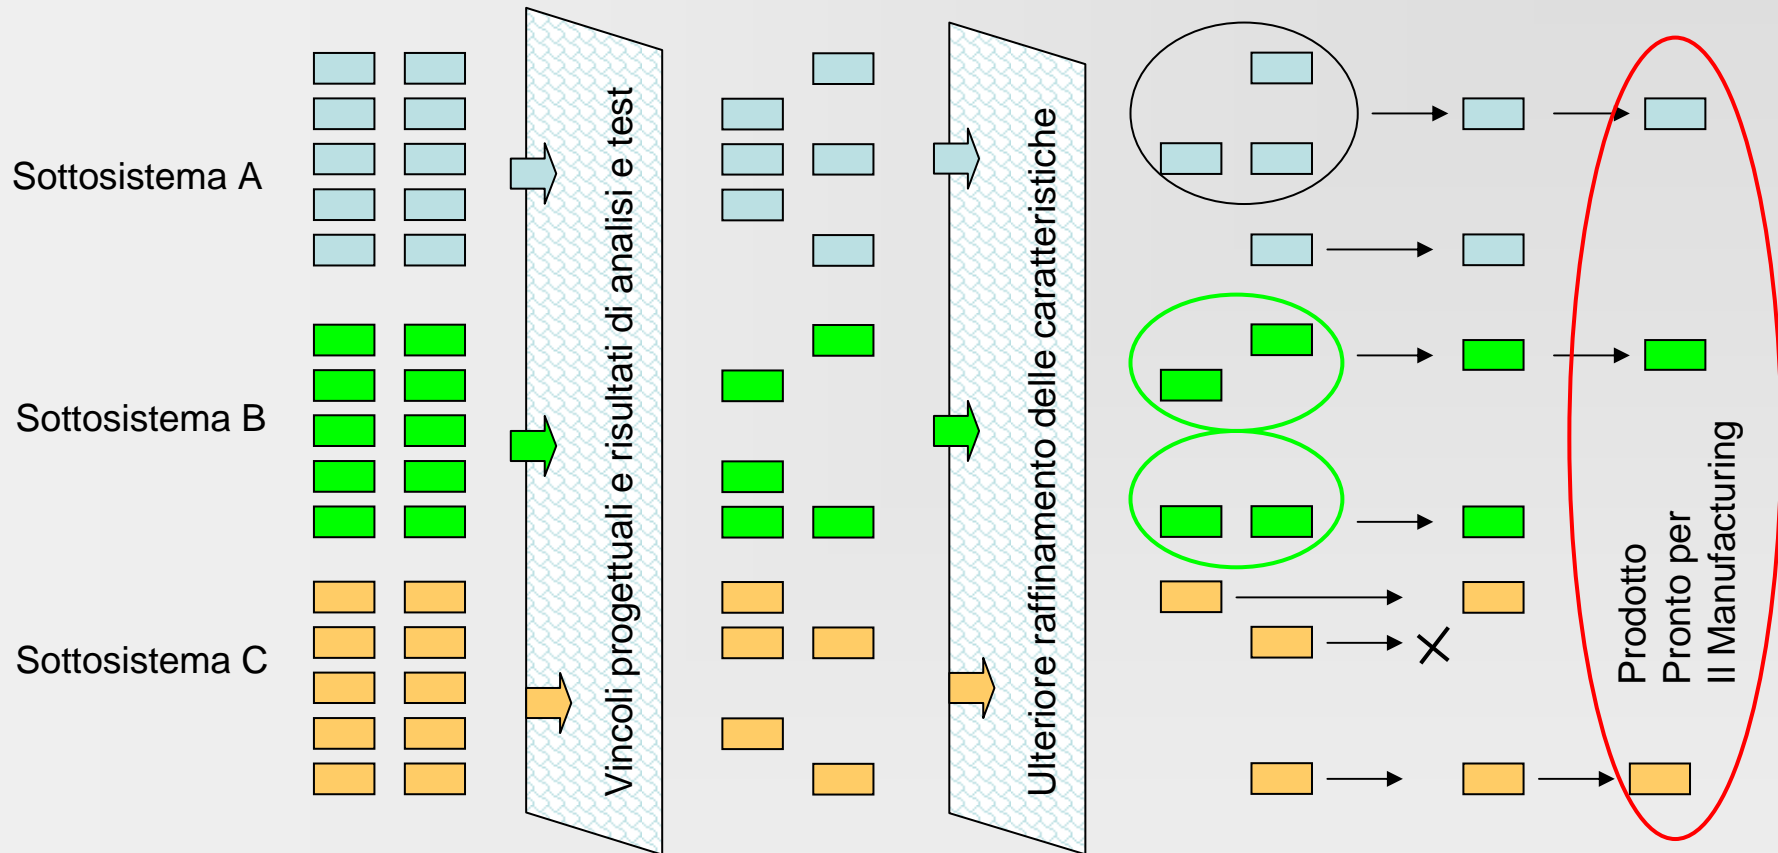 Sottosistema A
Sottosistema B
Sottosistema C
Vincoli progettuali e risultati di analisi e test
Ulteriore raffinamento delle caratteristiche
Prodotto
Pronto per
Il Manufacturing